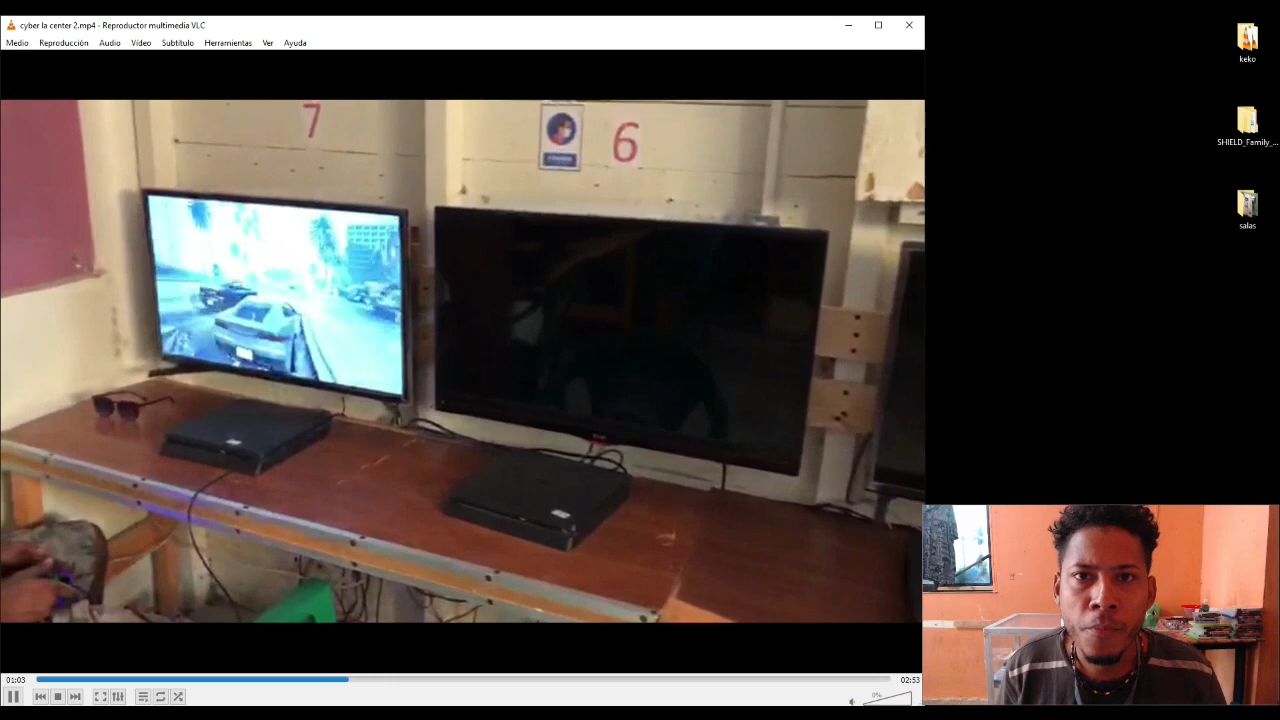 cyber la center 2.mp4 - Reproductor multimedia VLC
Medio Reproducción Audio Vídeo Subtítulo Herramientas Ver Ayuda
keko
SHIELD_Family_...
salas
7
6
01:03
02:53
0%